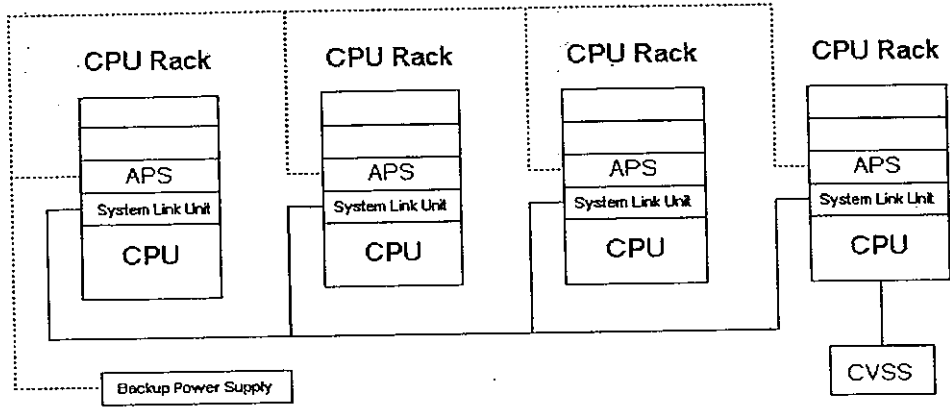 CPU Rack
CPU Rack
CPU Rack
CPU Rack
APS
System Link Unit
CPU
APS
System Link Unit
CPU
APS
System Link Unit
CPU
APS
System Link Unit
CPU
Backup Power Supply
CVSS